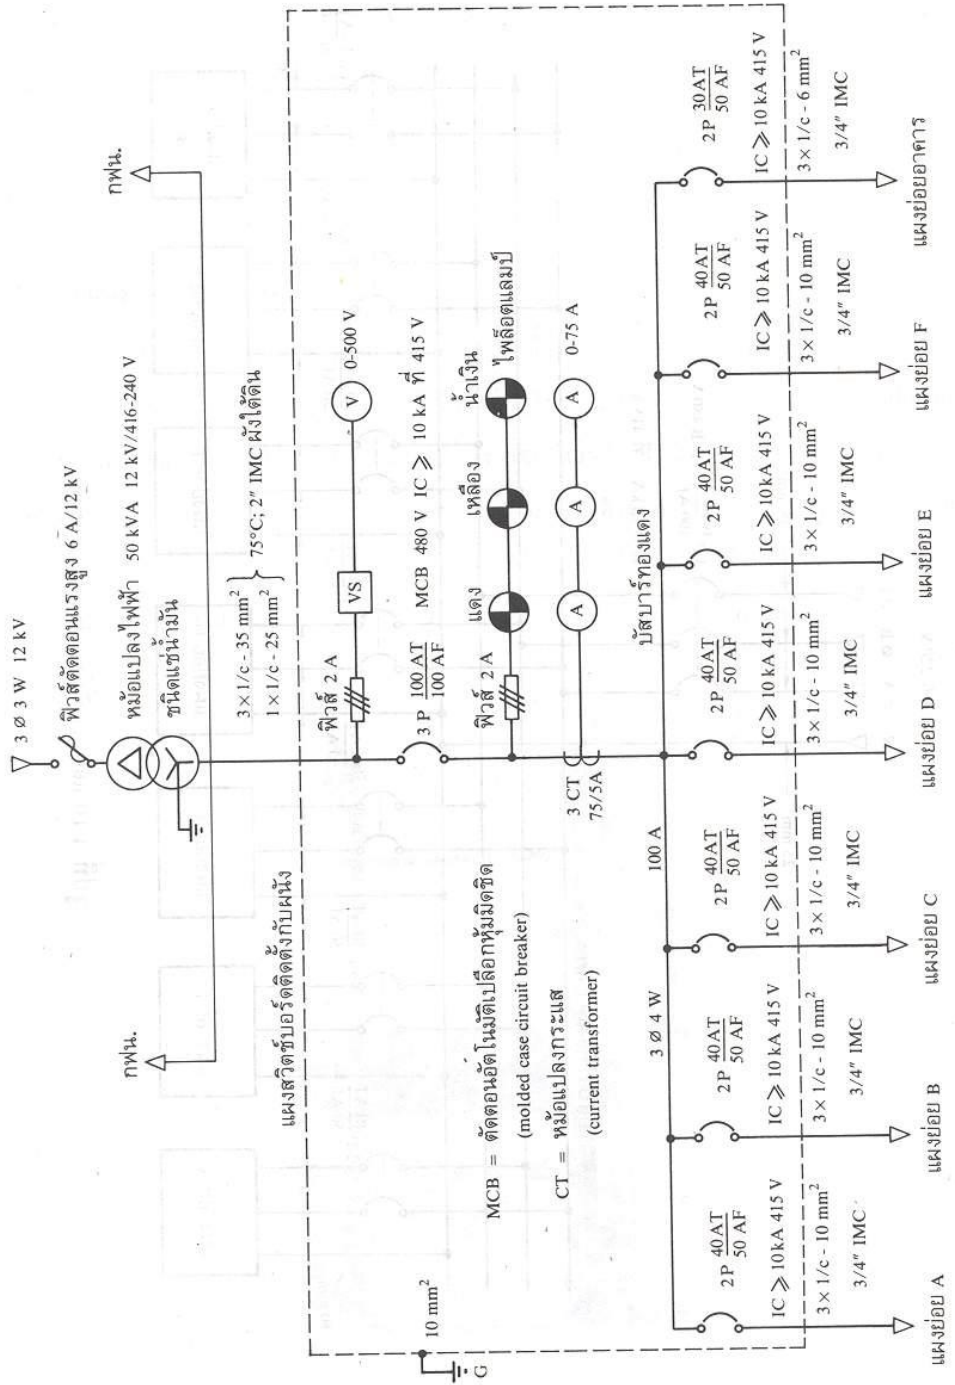 3 Ø 3 W 12 kV
ฟิวส์ตัดตอนแรงสูง 6 A/12 kV
หม้อแปลงไฟฟ้า 50 kVA 12 kV/416-240 V
ชนิดแช่น้ำมัน
กฟน.
กฟน.
3 × 1/c - 35 mm²
1 × 1/c - 25 mm²
75°C; 2" IMC ฝังใต้ดิน
แผงสวิตช์บอร์ดติดตั้งกับผนัง
ฟิวส์ 2 A
VS
V
0-500 V
3 P 100 AT
100 AF
MCB 480 V IC ⩾ 10 kA ที่ 415 V
ฟิวส์ 2 A
แดง
เหลือง
น้ำเงิน
ไพล็อตแลมป์
3 CT
75/5A
A
A
A
0-75 A
MCB = ตัดตอนอัตโนมัติเปลือกหุ้มมิดชิด
(molded case circuit breaker)
CT = หม้อแปลงกระแส
(current transformer)
10 mm²
G
3 Ø 4 W
100 A
บัสบาร์ทองแดง
2P 40AT
50 AF
IC ⩾ 10kA 415 V
3 × 1/c - 10 mm²
3/4" IMC
แผงย่อย A
2P 40AT
50 AF
IC ⩾ 10 kA 415 V
3 × 1/c - 10 mm²
3/4" IMC
แผงย่อย B
2P 40AT
50 AF
IC ⩾ 10 kA 415 V
3 × 1/c - 10 mm²
3/4" IMC
แผงย่อย C
2P 40AT
50 AF
IC ⩾ 10 kA 415 V
3 × 1/c - 10 mm²
3/4" IMC
แผงย่อย D
2P 40AT
50 AF
IC ⩾ 10kA 415 V
3 × 1/c - 10 mm²
3/4" IMC
แผงย่อย E
2P 40AT
50 AF
IC ⩾ 10 kA 415 V
3 × 1/c - 10 mm²
3/4" IMC
แผงย่อย F
2P 30AT
50 AF
IC ⩾ 10 kA 415 V
3 × 1/c - 6 mm²
3/4" IMC
แผงย่อยอาคาร